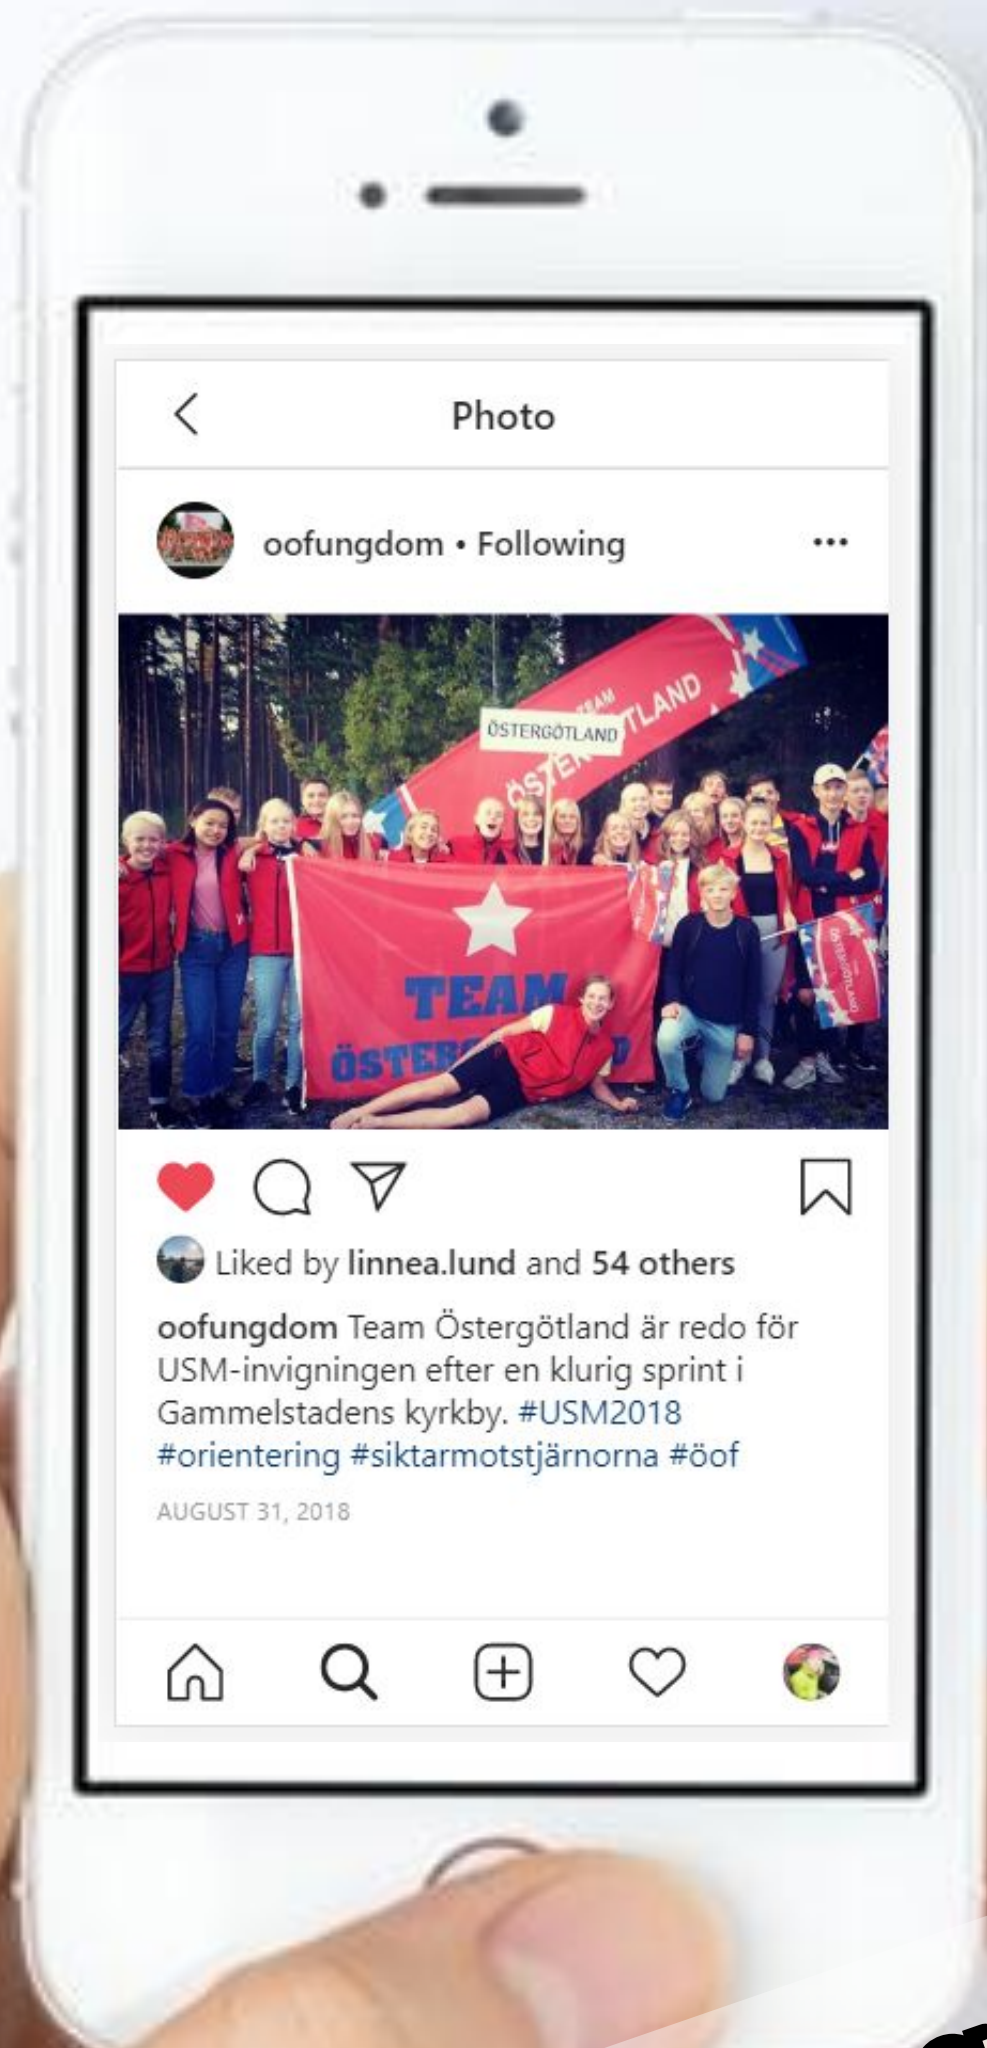 Photo
oofungdom • Following
TEAM
ÖSTERGÖTLAND
TEAM
oofungdom Team Östergötland är redo för
USM-invigningen efter en klurig sprint i
Gammelstadens kyrkby. #USM2018
#orientering #siktarmotstjärnorna #öof
AUGUST 31, 2018
Liked by linnea.lund and 54 others